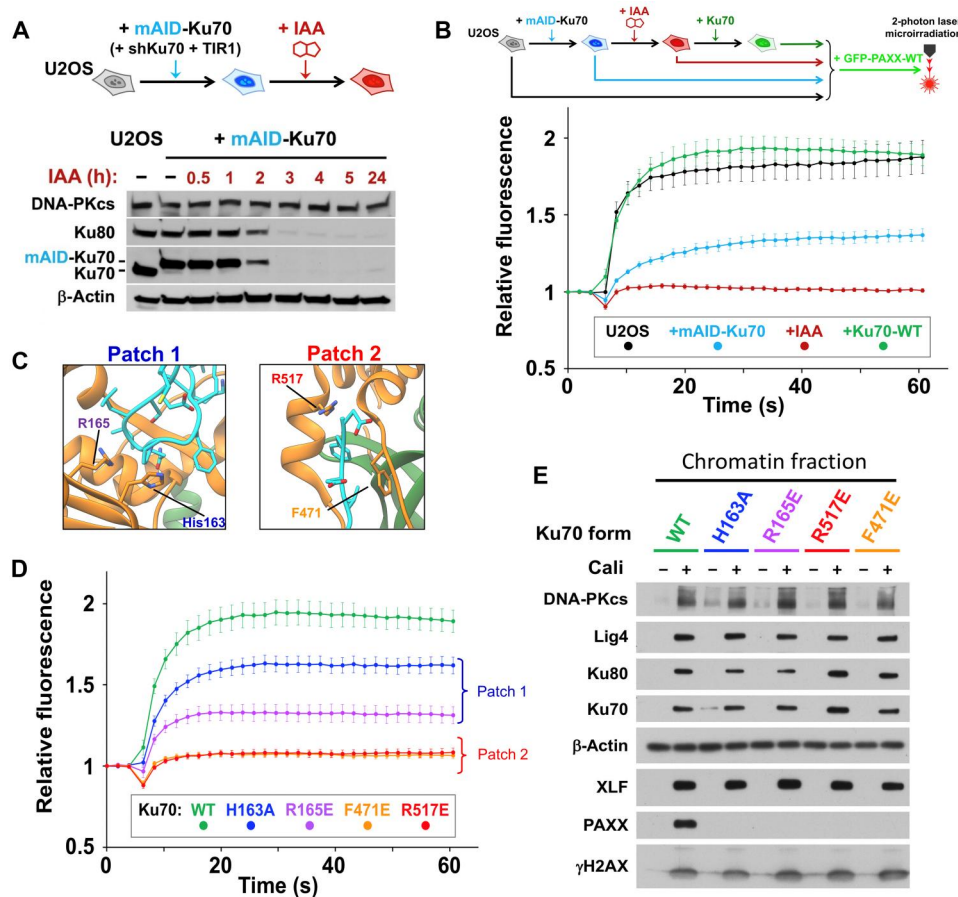 A
+ mAID-Ku70
(+ shKu70 + TIR1)
+ IAA
U2OS
U2OS + mAID-Ku70
IAA (h): – – 0.5 1 2 3 4 5 24
DNA-PKcs
Ku80
mAID-Ku70
Ku70
β-Actin
B
+ mAID-Ku70
+ IAA
+ Ku70
U2OS
+ GFP-PAXX-WT
2-photon laser
microirradiation
Relative fluorescence
2
1.5
1
0.5
0 20 40 60
Time (s)
U2OS +mAID-Ku70 +IAA +Ku70-WT
C
Patch 1
R165
His163
Patch 2
R517
F471
D
Relative fluorescence
2
1.5
1
0.5
0 10 20 30 40 50 60
Time (s)
Patch 1
Patch 2
Ku70: WT H163A R165E F471E R517E
E
Chromatin fraction
Ku70 form
WT H163A R165E R517E F471E
Cali – + – + – + – + – +
DNA-PKcs
Lig4
Ku80
Ku70
β-Actin
XLF
PAXX
γH2AX